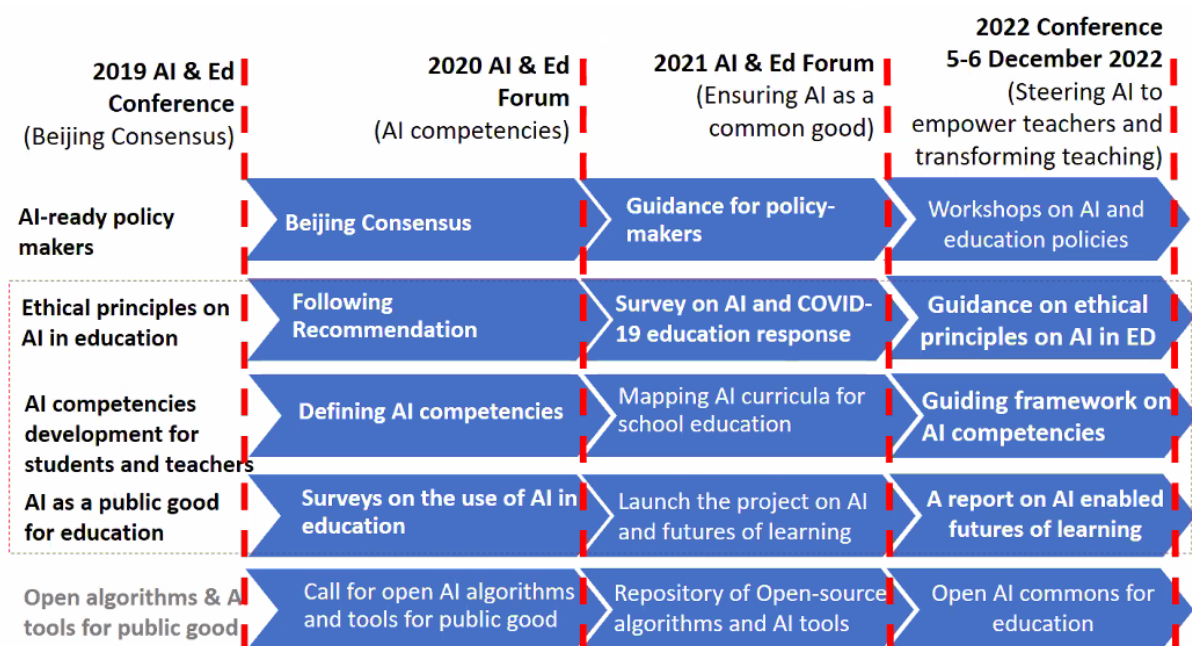 2019 AI & Ed
Conference
(Beijing Consensus)
2020 AI & Ed
Forum
(AI competencies)
2021 AI & Ed Forum
(Ensuring AI as a
common good)
2022 Conference
5-6 December 2022
(Steering AI to
empower teachers and
transforming teaching)
AI-ready policy
makers
Beijing Consensus
Guidance for policy-
makers
Workshops on AI and
education policies
Ethical principles on
AI in education
Following
Recommendation
Survey on AI and COVID-
19 education response
Guidance on ethical
principles on AI in ED
AI competencies
development for
students and teachers
Defining AI competencies
Mapping AI curricula for
school education
Guiding framework on
AI competencies
AI as a public good
for education
Surveys on the use of AI in
education
Launch the project on AI
and futures of learning
A report on AI enabled
futures of learning
Open algorithms & A
tools for public good
Call for open AI algorithms
and tools for public good
Repository of Open-source
algorithms and AI tools
Open AI commons for
education